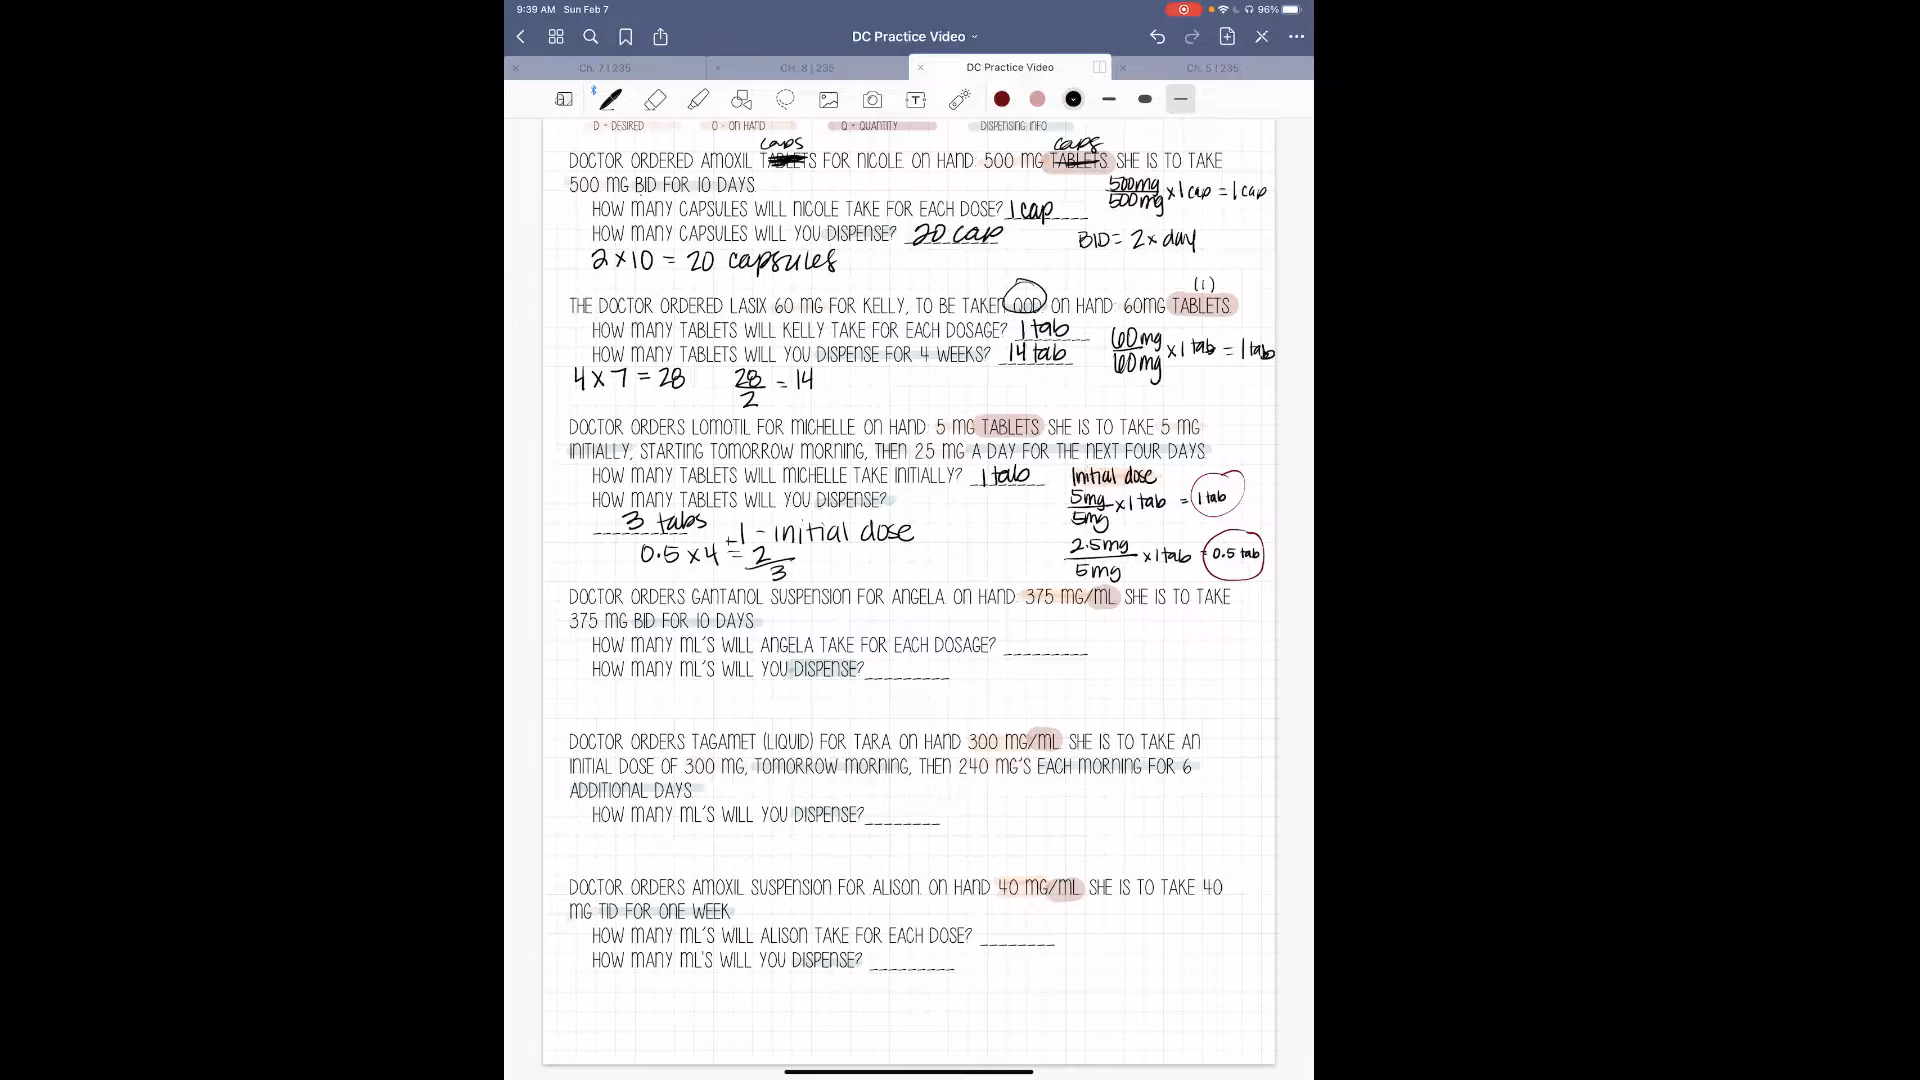 9:39 AM Sun Feb 7
96%
DC Practice Video
Ch. 7 | 235
CH. 8 | 235
DC Practice Video
Ch. 5 | 235
D - DESIRED O - ON HAND Q - QUANTITY DISPENSING INFO
caps caps
DOCTOR ORDERED AMOXIL TABLETS FOR NICOLE. ON HAND: 500 MG TABLETS. SHE IS TO TAKE
500 MG BID FOR 10 DAYS.
500mg/500mg × 1 cap = 1 cap
HOW MANY CAPSULES WILL NICOLE TAKE FOR EACH DOSE? 1 cap
HOW MANY CAPSULES WILL YOU DISPENSE? 20 cap
BID = 2 × day
2 × 10 = 20 capsules
(1)
THE DOCTOR ORDERED LASIX 60 MG FOR KELLY, TO BE TAKEN QOD. ON HAND: 60MG TABLETS.
HOW MANY TABLETS WILL KELLY TAKE FOR EACH DOSAGE? 1 tab
HOW MANY TABLETS WILL YOU DISPENSE FOR 4 WEEKS? 14 tab
60mg/60mg × 1 tab = 1 tab
4 × 7 = 28 28/2 = 14
DOCTOR ORDERS LOMOTIL FOR MICHELLE ON HAND: 5 MG TABLETS SHE IS TO TAKE 5 MG
INITIALLY, STARTING TOMORROW MORNING, THEN 2.5 MG A DAY FOR THE NEXT FOUR DAYS.
HOW MANY TABLETS WILL MICHELLE TAKE INITIALLY? 1 tab
Initial dose
HOW MANY TABLETS WILL YOU DISPENSE?
5mg/5mg × 1 tab = 1 tab
3 tabs
+1 - initial dose
0.5 × 4 = 2
3
2.5mg/5mg × 1 tab = 0.5 tab
DOCTOR ORDERS GANTANOL SUSPENSION FOR ANGELA. ON HAND: 375 MG/ML SHE IS TO TAKE
375 MG BID FOR 10 DAYS.
HOW MANY ML'S WILL ANGELA TAKE FOR EACH DOSAGE?
HOW MANY ML'S WILL YOU DISPENSE?
DOCTOR ORDERS TAGAMET (LIQUID) FOR TARA. ON HAND 300 MG/ML. SHE IS TO TAKE AN
INITIAL DOSE OF 300 MG, TOMORROW MORNING, THEN 240 MG'S EACH MORNING FOR 6
ADDITIONAL DAYS.
HOW MANY ML'S WILL YOU DISPENSE?
DOCTOR ORDERS AMOXIL SUSPENSION FOR ALISON. ON HAND 40 MG/ML. SHE IS TO TAKE 40
MG TID FOR ONE WEEK.
HOW MANY ML'S WILL ALISON TAKE FOR EACH DOSE?
HOW MANY ML'S WILL YOU DISPENSE?